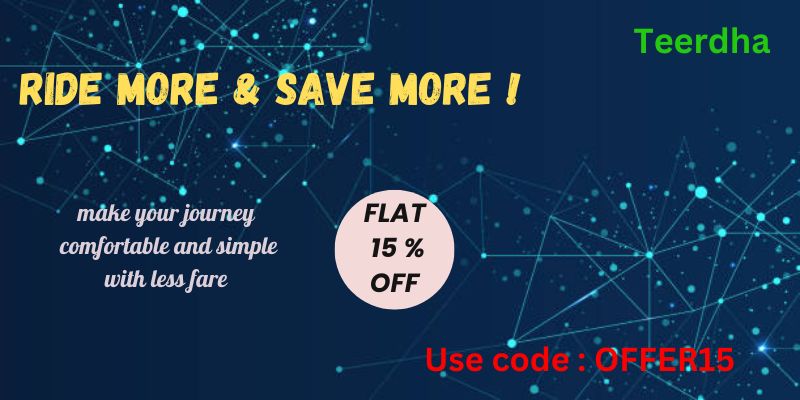 Teerdha
RIDE MORE & SAVE MORE !
make your journey
comfortable and simple
with less fare
FLAT
15 %
OFF
Use code : OFFER15